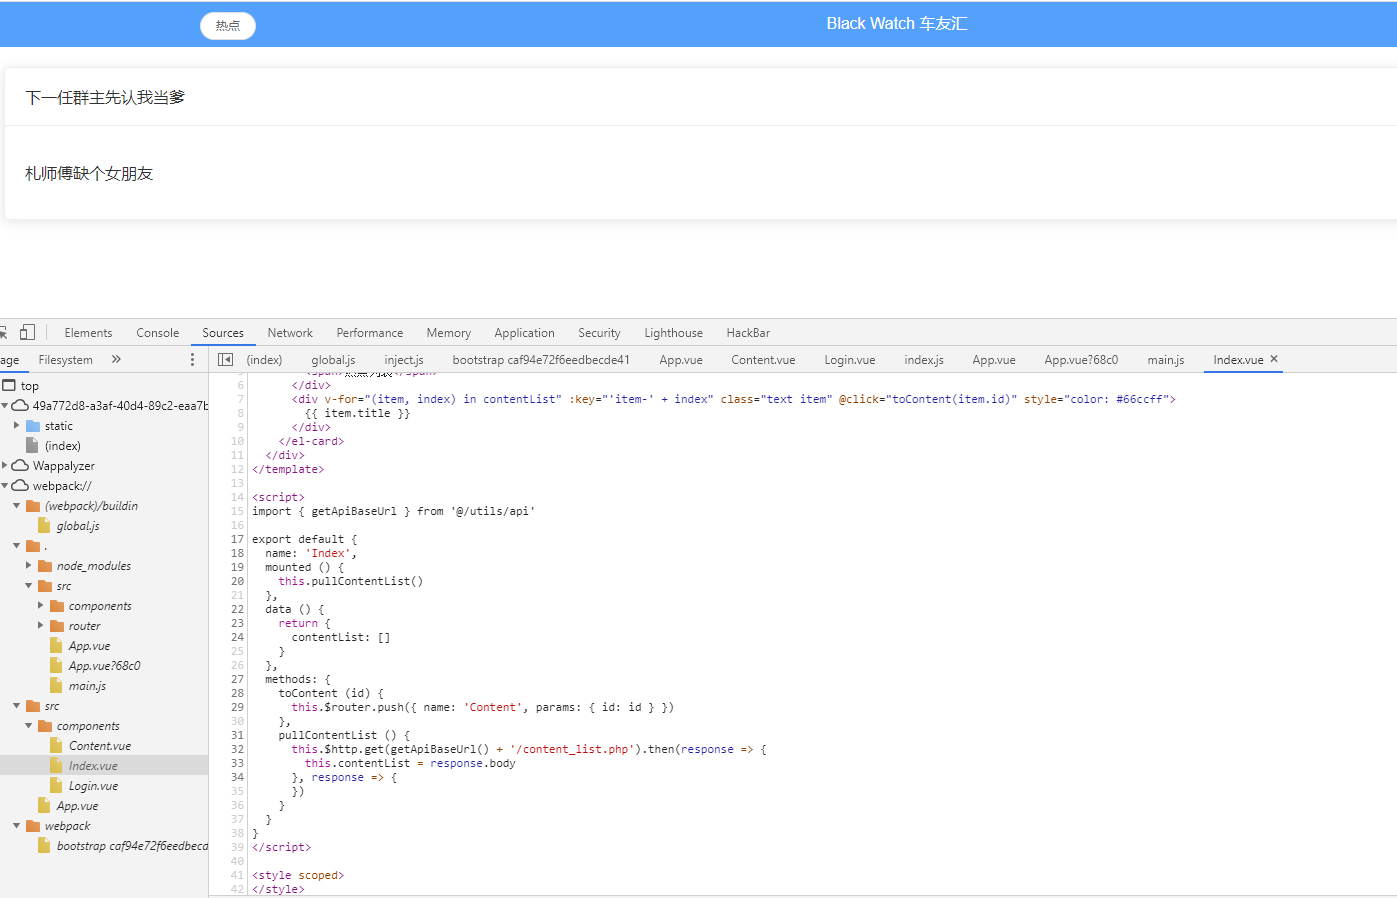 热点
Black Watch 车友汇
下一任群主先认我当爹
札师傅缺个女朋友
Elements Console Sources Network Performance Memory Application Security Lighthouse HackBar
age Filesystem » (index) global.js inject.js bootstrap caf94e72f6eedbecde41 App.vue Content.vue Login.vue index.js App.vue App.vue?68c0 main.js Index.vue ×
top
49a772d8-a3af-40d4-89c2-eaa7b
static
(index)
Wappalyzer
webpack://
(webpack)/buildin
global.js
.
node_modules
src
components
router
App.vue
App.vue?68c0
main.js
src
components
Content.vue
Index.vue
Login.vue
App.vue
webpack
bootstrap caf94e72f6eedbecd
6 </div>
7 <div v-for="(item, index) in contentList" :key="'item-' + index" class="text item" @click="toContent(item.id)" style="color: #66ccff">
8 {{ item.title }}
9 </div>
10 </el-card>
11 </div>
12 </template>
13
14 <script>
15 import { getApiBaseUrl } from '@/utils/api'
16
17 export default {
18 name: 'Index',
19 mounted () {
20 this.pullContentList()
21 },
22 data () {
23 return {
24 contentList: []
25 }
26 },
27 methods: {
28 toContent (id) {
29 this.$router.push({ name: 'Content', params: { id: id } })
30 },
31 pullContentList () {
32 this.$http.get(getApiBaseUrl() + '/content_list.php').then(response => {
33 this.contentList = response.body
34 }, response => {
35 })
36 }
37 }
38 }
39 </script>
40
41 <style scoped>
42 </style>